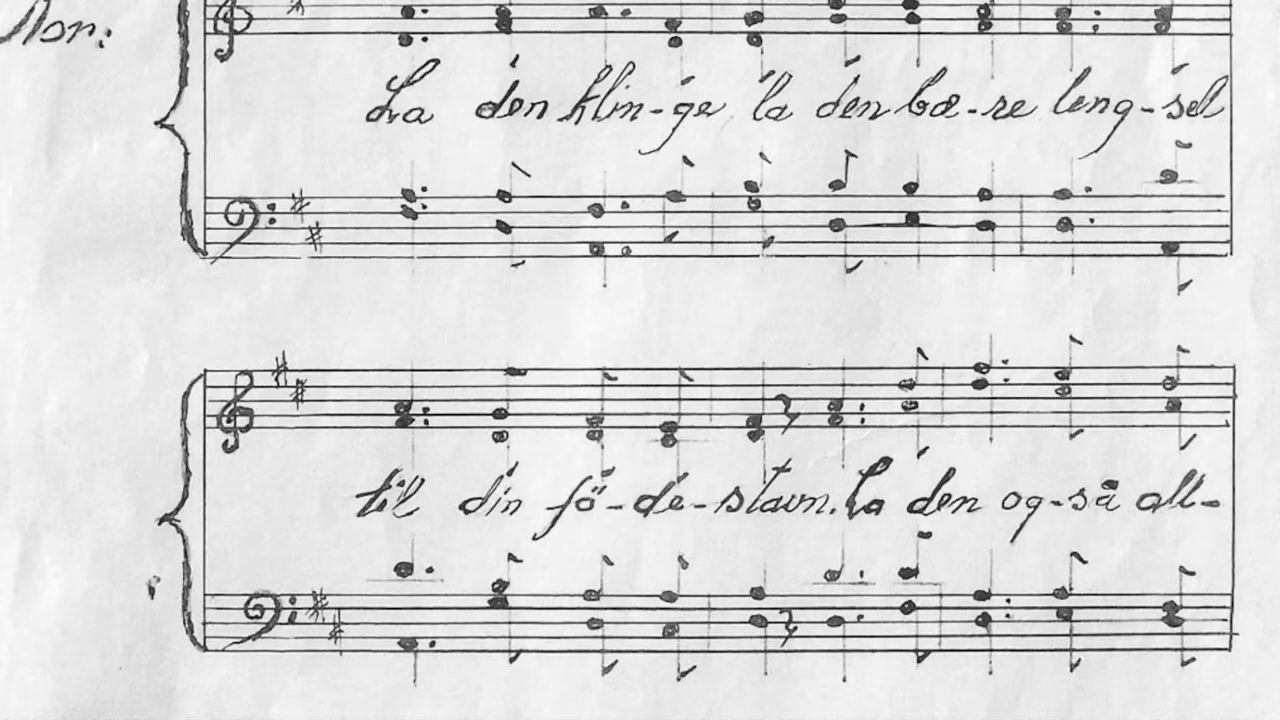 La den klin-ge la den bæ-re leng-sel
til din fö-de-stavn. La den og-så all-